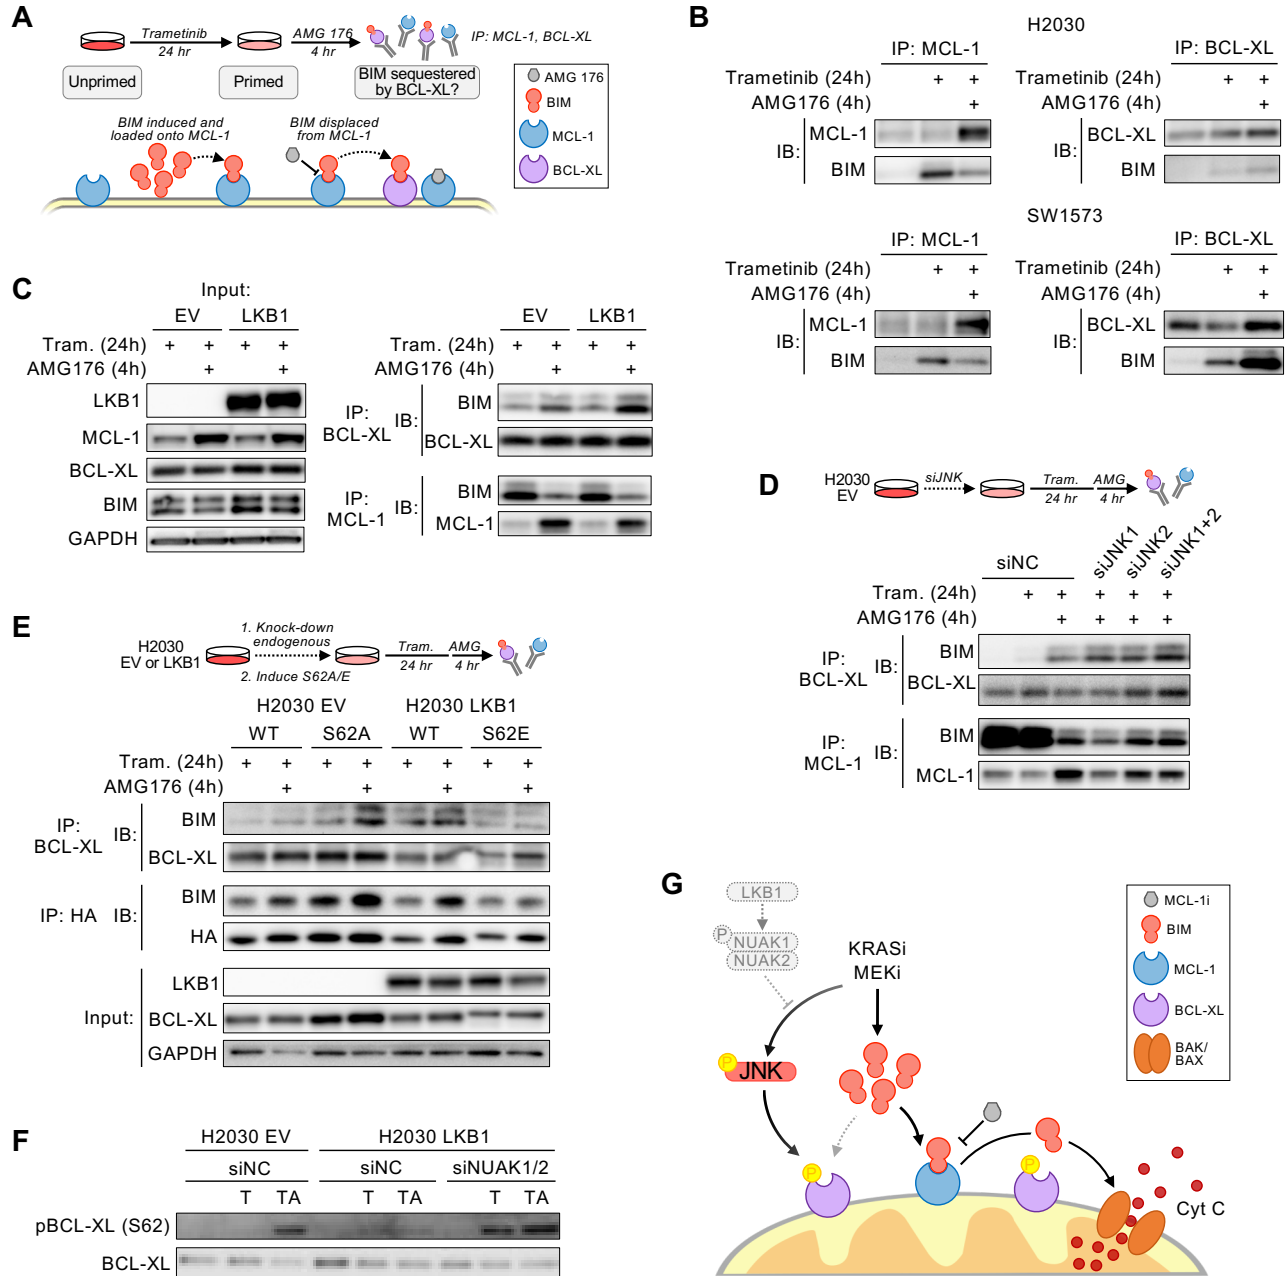 A
Trametinib
24 hr
AMG 176
4 hr
IP: MCL-1, BCL-XL
Unprimed
Primed
BIM sequestered
by BCL-XL?
BIM induced and
loaded onto MCL-1
BIM displaced
from MCL-1
AMG 176
BIM
MCL-1
BCL-XL
B
H2030
IP: MCL-1
IP: BCL-XL
Trametinib (24h) + +
AMG176 (4h) +
IB:
MCL-1
BIM
Trametinib (24h) + +
AMG176 (4h) +
IB:
BCL-XL
BIM
SW1573
IP: MCL-1
IP: BCL-XL
Trametinib (24h) + +
AMG176 (4h) +
IB:
MCL-1
BIM
Trametinib (24h) + +
AMG176 (4h) +
IB:
BCL-XL
BIM
C
Input:
EV LKB1
Tram. (24h) + + + +
AMG176 (4h) + +
LKB1
MCL-1
BCL-XL
BIM
GAPDH
EV LKB1
Tram. (24h) + + + +
AMG176 (4h) + +
IP:
BCL-XL
IB:
BIM
BCL-XL
IP:
MCL-1
IB:
BIM
MCL-1
D
H2030
EV
siJNK
Tram.
24 hr
AMG
4 hr
siNC siJNK1 siJNK2 siJNK1+2
Tram. (24h) + + + + +
AMG176 (4h) + + + +
IP:
BCL-XL
IB:
BIM
BCL-XL
IP:
MCL-1
IB:
BIM
MCL-1
E
H2030
EV or LKB1
1. Knock-down
endogenous
2. Induce S62A/E
Tram.
24 hr
AMG
4 hr
H2030 EV H2030 LKB1
WT S62A WT S62E
Tram. (24h) + + + + + + + +
AMG176 (4h) + + + +
IP:
BCL-XL
IB:
BIM
BCL-XL
IP: HA IB:
BIM
HA
Input:
LKB1
BCL-XL
GAPDH
F
H2030 EV H2030 LKB1
siNC siNC siNUAK1/2
T TA T TA T TA
pBCL-XL (S62)
BCL-XL
G
LKB1
P
NUAK1
NUAK2
KRASi
MEKi
P
JNK
P
P
Cyt C
MCL-1i
BIM
MCL-1
BCL-XL
BAK/
BAX